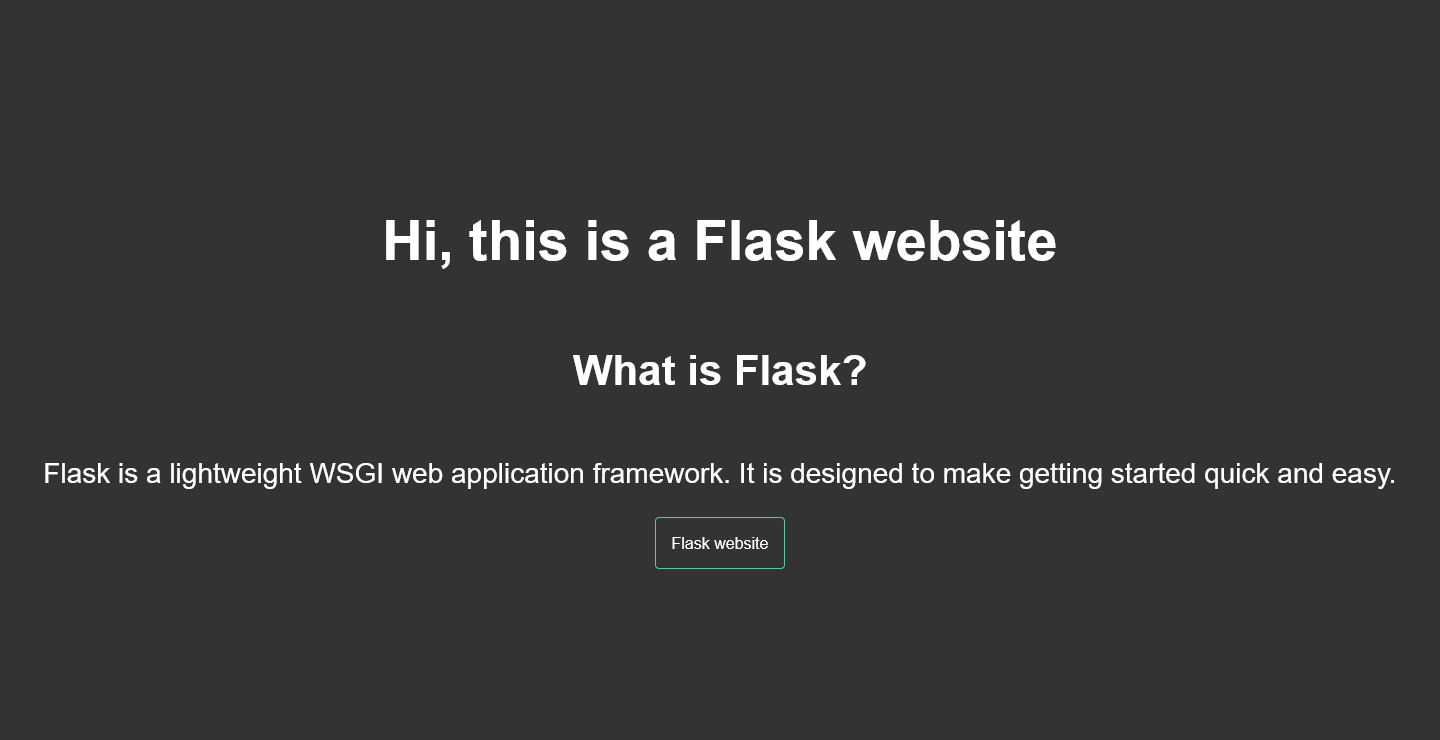 Hi, this is a Flask website
What is Flask?
Flask is a lightweight WSGI web application framework. It is designed to make getting started quick and easy.
Flask website